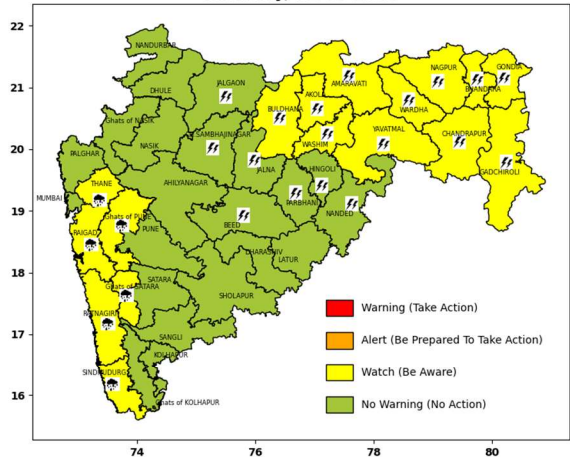 22
21
20
19
18
17
16
NANDURBAR
DHULE
JALGAON
Ghats of NASIK
NASIK
PALGHAR
THANE
MUMBAI
AHILYANAGAR
SAMBHAJINAGAR
JALNA
BULDHANA
AKOLA
AMARAVATI
NAGPUR
GONDIA
BHANDARA
WARDHA
WASHIM
YAVATMAL
CHANDRAPUR
GADCHIROLI
HINGOLI
PARBHANI
NANDED
BEED
RAIGAD
Ghats of PUNE
PUNE
DHARASHIV
LATUR
SATARA
Ghats of SATARA
SHOLAPUR
RATNAGIRI
SANGLI
KOLHAPUR
SINDHUDURG
Ghats of KOLHAPUR
Warning (Take Action)
Alert (Be Prepared To Take Action)
Watch (Be Aware)
No Warning (No Action)
74
76
78
80